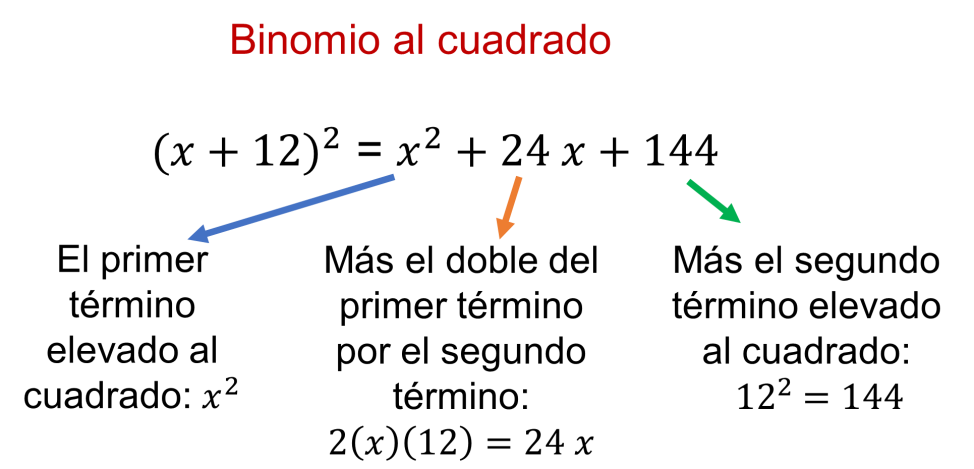 Binomio al cuadrado
(x + 12)² = x² + 24 x + 144
El primer
término
elevado al
cuadrado: x²
Más el doble del
primer término
por el segundo
término:
2(x)(12) = 24 x
Más el segundo
término elevado
al cuadrado:
12² = 144